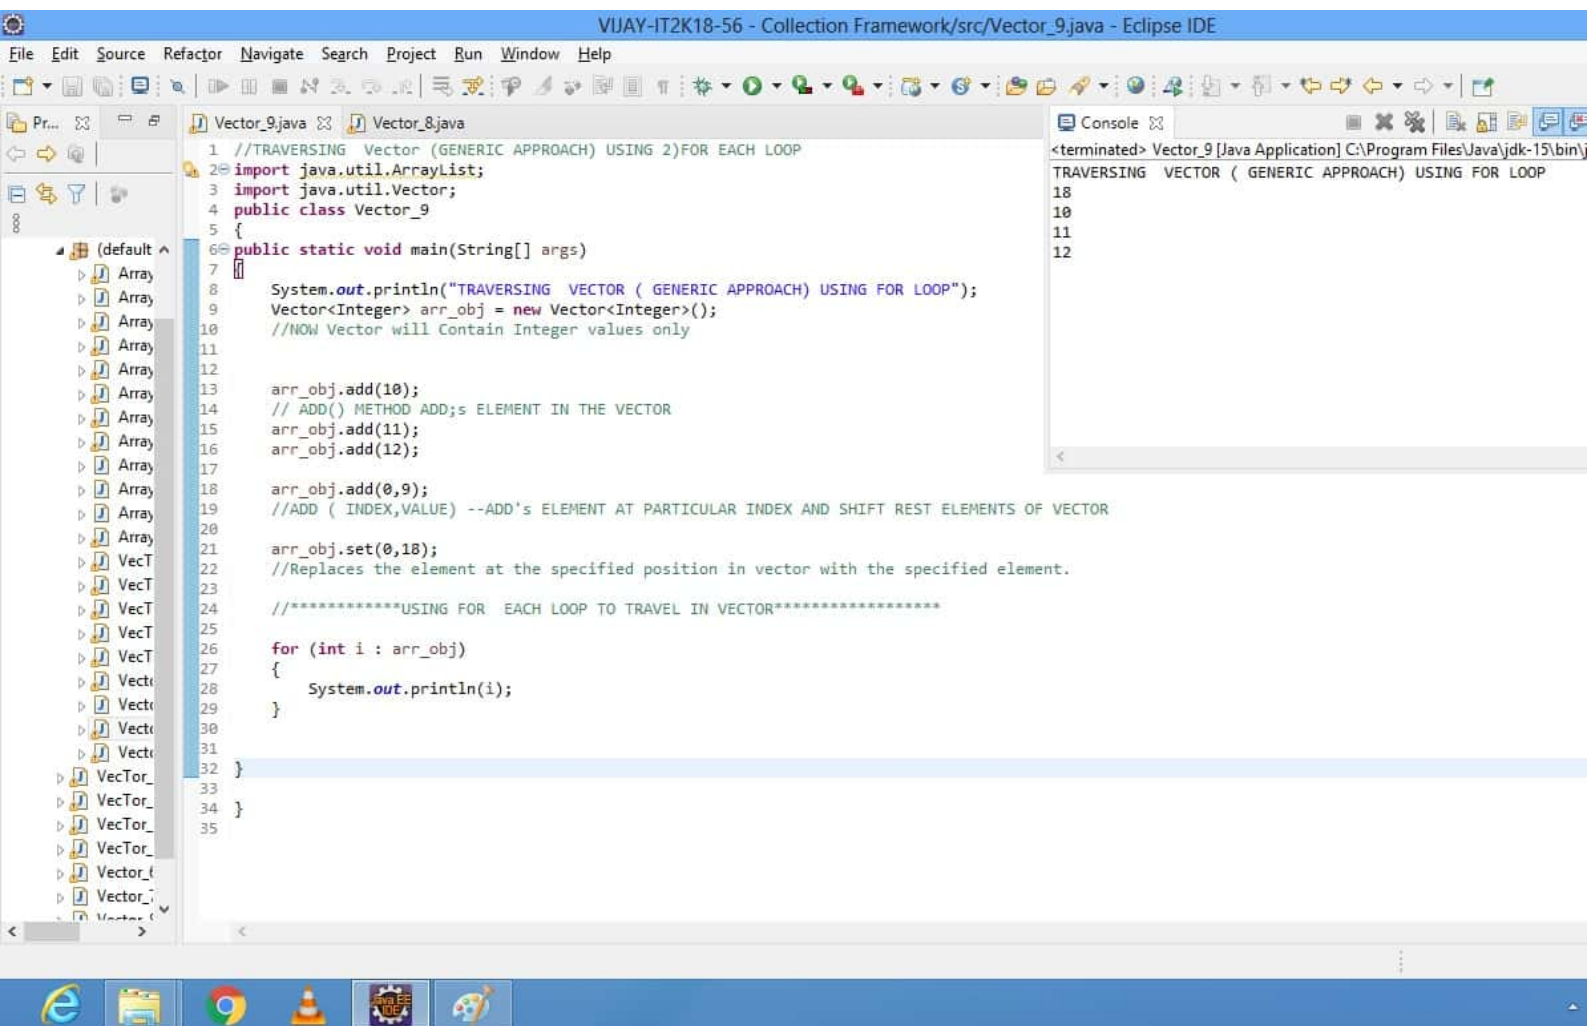 VIJAY-IT2K18-56 - Collection Framework/src/Vector_9.java - Eclipse IDE
File Edit Source Refactor Navigate Search Project Run Window Help
Pr...
Vector_9.java Vector_8.java
1 //TRAVERSING  Vector (GENERIC APPROACH) USING 2)FOR EACH LOOP
2 import java.util.ArrayList;
3 import java.util.Vector;
4 public class Vector_9
5 {
6 public static void main(String[] args)
7 {
8 System.out.println("TRAVERSING  VECTOR ( GENERIC APPROACH) USING FOR LOOP");
9 Vector<Integer> arr_obj = new Vector<Integer>();
10 //NOW Vector will Contain Integer values only
11
12
13 arr_obj.add(10);
14 // ADD() METHOD ADD;s ELEMENT IN THE VECTOR
15 arr_obj.add(11);
16 arr_obj.add(12);
17
18 arr_obj.add(0,9);
19 //ADD ( INDEX,VALUE) --ADD's ELEMENT AT PARTICULAR INDEX AND SHIFT REST ELEMENTS OF VECTOR
20
21 arr_obj.set(0,18);
22 //Replaces the element at the specified position in vector with the specified element.
23
24 //************USING FOR  EACH LOOP TO TRAVEL IN VECTOR******************
25
26 for (int i : arr_obj)
27 {
28 System.out.println(i);
29 }
30
31
32 }
33
34 }
35
Console
<terminated> Vector_9 [Java Application] C:\Program Files\Java\jdk-15\bin\j
TRAVERSING  VECTOR ( GENERIC APPROACH) USING FOR LOOP
18
10
11
12
(default
Array
Array
Array
Array
Array
Array
Array
Array
Array
Array
Array
Array
VecT
VecT
VecT
VecT
VecT
Vect
Vect
Vect
Vect
VecTor_
VecTor_
VecTor_
VecTor_
Vector_6
Vector_7
Java EE
IDE